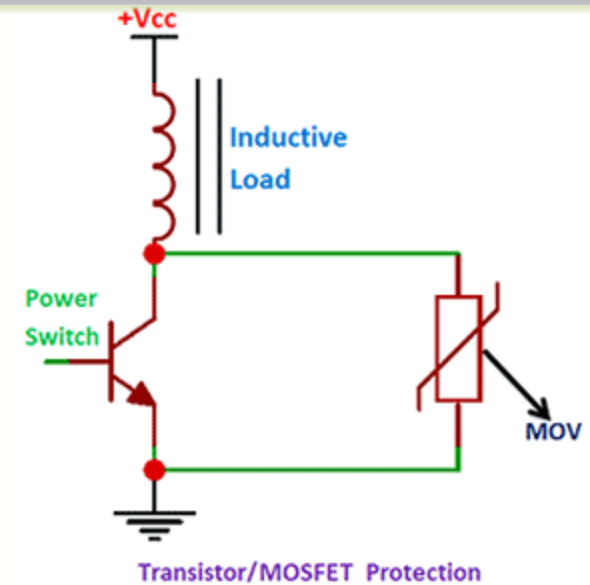 +Vcc
Inductive
Load
Power
Switch
MOV
Transistor/MOSFET Protection